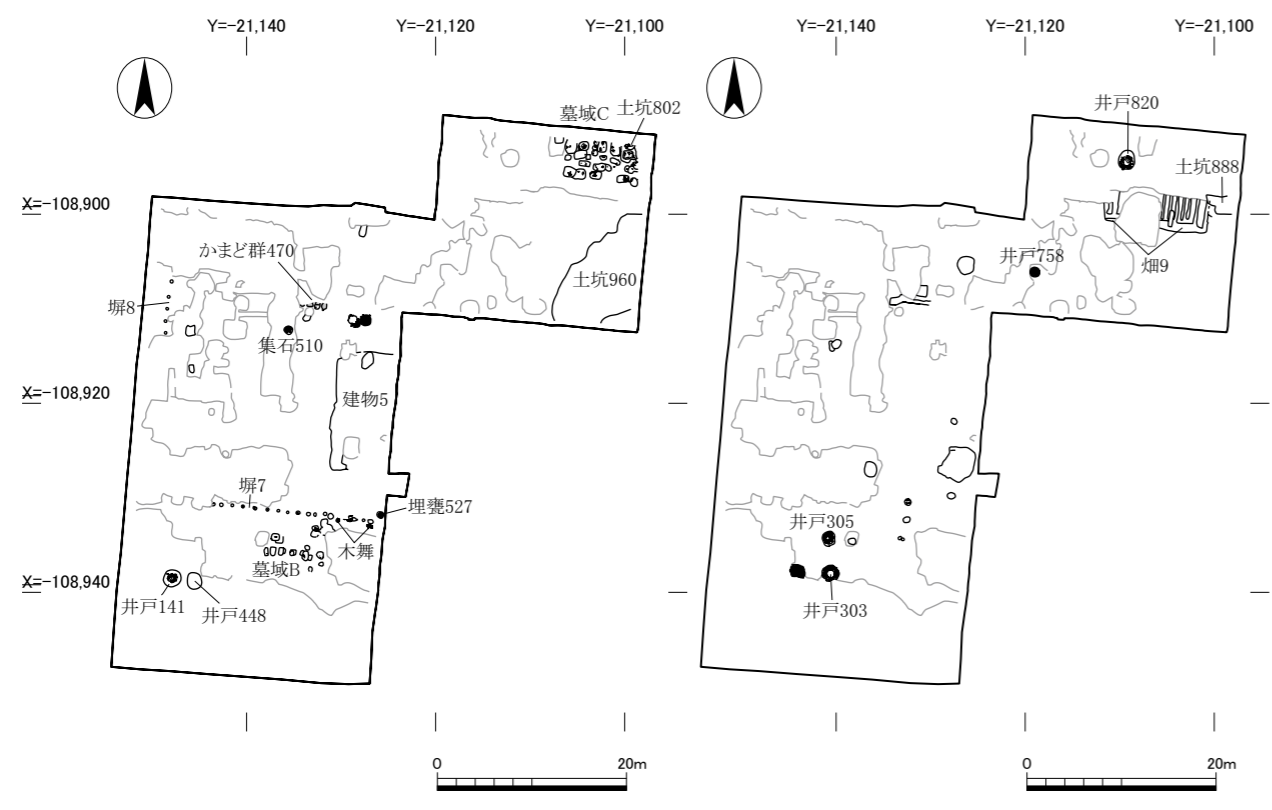 Y=-21,140 Y=-21,120 Y=-21,100
墓域C 土坑802
X=-108,900
かまど群470
土坑960
塀8
集石510
X=-108,920
建物5
塀7
埋甕527
木舞
墓域B
X=-108,940
井戸141
井戸448
0 20m
Y=-21,140 Y=-21,120 Y=-21,100
井戸820
土坑888
井戸758
畑9
井戸305
井戸303
0 20m